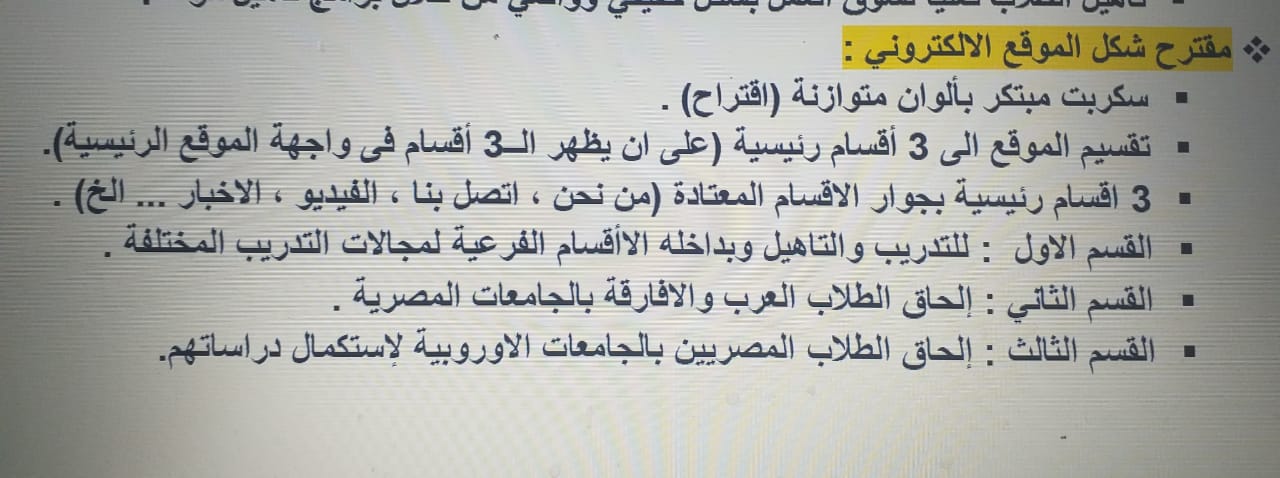 ❖ مقترح شكل الموقع الالكتروني :
▪ سكربت مبتكر بألوان متوازنة (اقتراح) .
▪ تقسيم الموقع الى 3 أقسام رئيسية (على ان يظهر الــ3 أقسام فى واجهة الموقع الرئيسية).
▪ 3 اقسام رئيسية بجوار الاقسام المعتادة (من نحن ، اتصل بنا ، الفيديو ، الاخبار ... الخ) .
▪ القسم الاول : للتدريب والتاهيل وبداخله الاأقسام الفرعية لمجالات التدريب المختلفة .
▪ القسم الثاني : إلحاق الطلاب العرب والافارقة بالجامعات المصرية .
▪ القسم الثالث : إلحاق الطلاب المصريين بالجامعات الاوروبية لإستكمال دراساتهم.